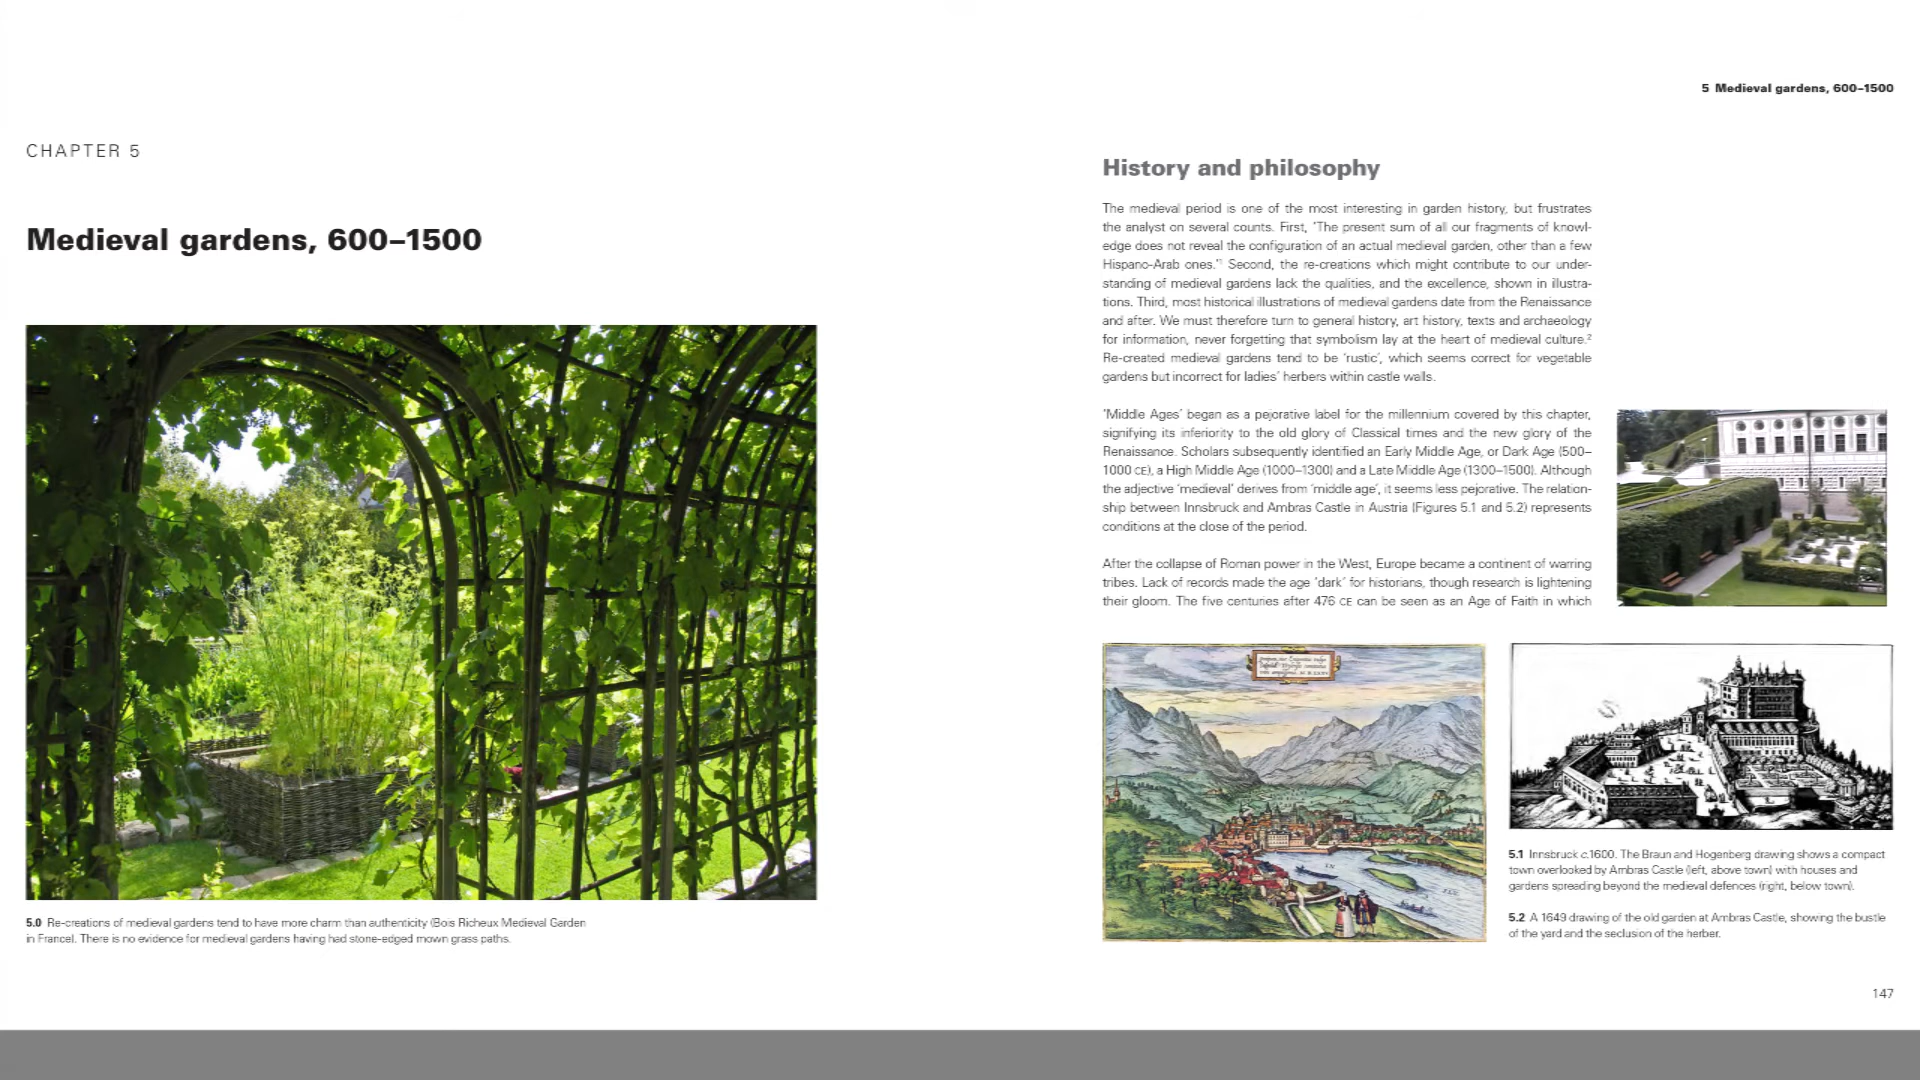 CHAPTER 5
Medieval gardens, 600–1500
5.0 Re-creations of medieval gardens tend to have more charm than authenticity (Bois Richeux Medieval Garden
in France). There is no evidence for medieval gardens having had stone-edged mown grass paths.
5 Medieval gardens, 600–1500
History and philosophy
The medieval period is one of the most interesting in garden history, but frustrates
the analyst on several counts. First, 'The present sum of all our fragments of knowl-
edge does not reveal the configuration of an actual medieval garden, other than a few
Hispano-Arab ones.'¹ Second, the re-creations which might contribute to our under-
standing of medieval gardens lack the qualities, and the excellence, shown in illustra-
tions. Third, most historical illustrations of medieval gardens date from the Renaissance
and after. We must therefore turn to general history, art history, texts and archaeology
for information, never forgetting that symbolism lay at the heart of medieval culture.²
Re-created medieval gardens tend to be 'rustic', which seems correct for vegetable
gardens but incorrect for ladies' herbers within castle walls.
'Middle Ages' began as a pejorative label for the millennium covered by this chapter,
signifying its inferiority to the old glory of Classical times and the new glory of the
Renaissance. Scholars subsequently identified an Early Middle Age, or Dark Age (500–
1000 CE), a High Middle Age (1000–1300) and a Late Middle Age (1300–1500). Although
the adjective 'medieval' derives from 'middle age', it seems less pejorative. The relation-
ship between Innsbruck and Ambras Castle in Austria (Figures 5.1 and 5.2) represents
conditions at the close of the period.
After the collapse of Roman power in the West, Europe became a continent of warring
tribes. Lack of records made the age 'dark' for historians, though research is lightening
their gloom. The five centuries after 476 CE can be seen as an Age of Faith in which
5.1 Innsbruck c.1600. The Braun and Hogenberg drawing shows a compact
town overlooked by Ambras Castle (left, above town) with houses and
gardens spreading beyond the medieval defences (right, below town).
5.2 A 1649 drawing of the old garden at Ambras Castle, showing the bustle
of the yard and the seclusion of the herber.
147